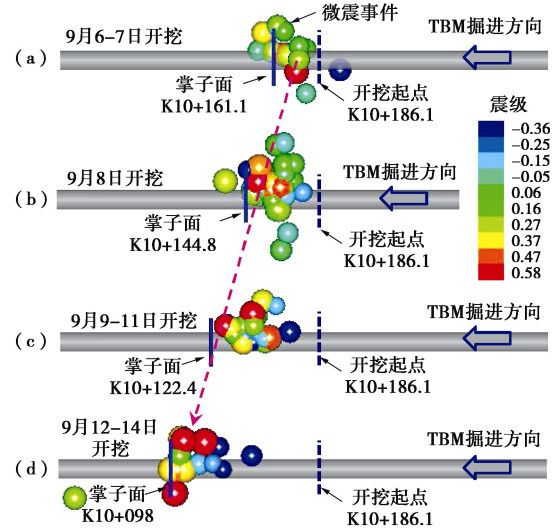 微震事件
TBM掘进方向
9月6-7日开挖
(a)
掌子面
K10+161.1
开挖起点
K10+186.1
震级
-0.36
-0.25
-0.15
-0.05
0.06
0.16
0.27
0.37
0.47
0.58
TBM掘进方向
9月8日开挖
(b)
掌子面
K10+144.8
开挖起点
K10+186.1
TBM掘进方向
9月9-11日开挖
(c)
掌子面
K10+122.4
开挖起点
K10+186.1
9月12-14日
开挖
TBM掘进方向
(d)
掌子面
K10+098
开挖起点
K10+186.1